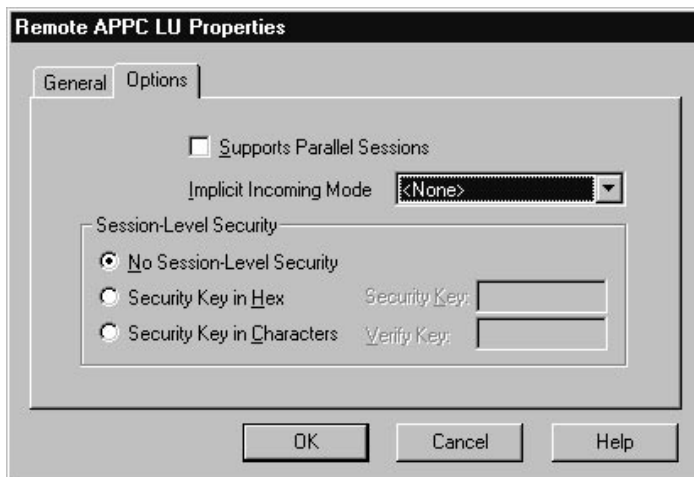 Remote APPC LU Properties
General Options
Supports Parallel Sessions
Implicit Incoming Mode <None>
Session-Level Security
No Session-Level Security
Security Key in Hex Security Key:
Security Key in Characters Verify Key:
OK Cancel Help